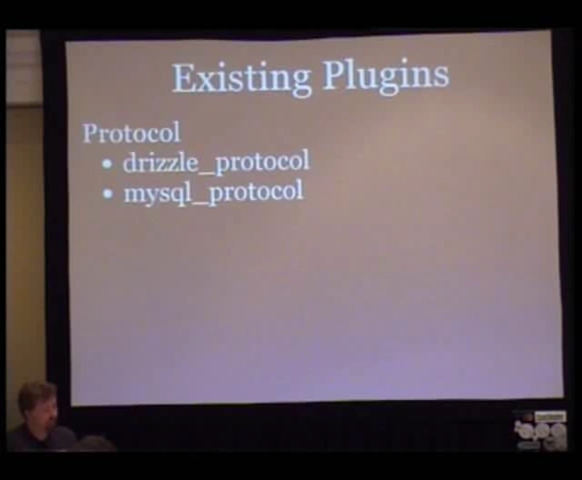 Existing Plugins
Protocol
• drizzle_protocol
• mysql_protocol